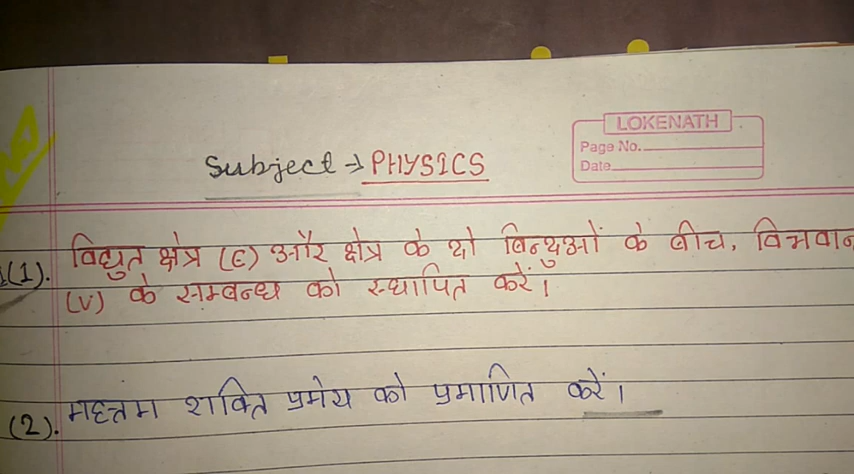 LOKENATH
Page No.
Date
Subject → PHYSICS
(1). विद्युत क्षेत्र (E) और क्षेत्र के दो बिन्दुओं के बीच, विभवान
(V) के सम्बन्ध को स्थापित करें।
(2). महत्तम शक्ति प्रमेय को प्रमाणित करें।